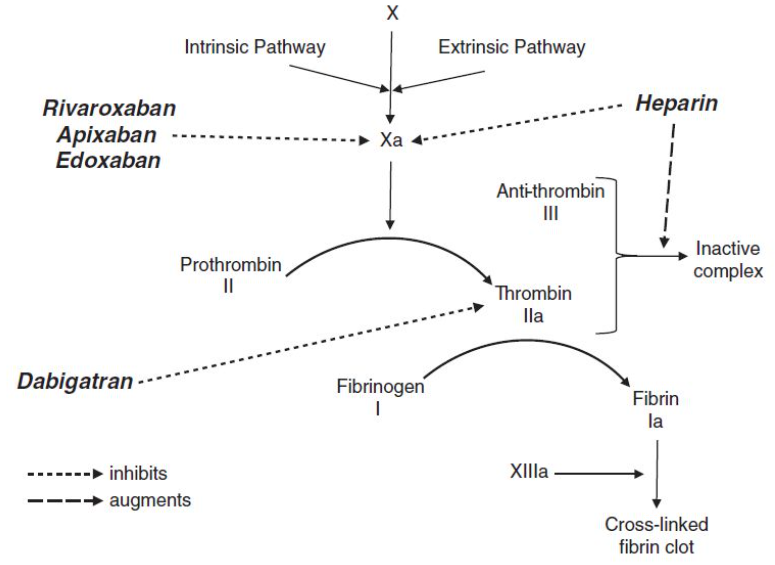 X
Intrinsic Pathway
Extrinsic Pathway
Rivaroxaban
Apixaban
Edoxaban
Heparin
Xa
Anti-thrombin
III
Prothrombin
II
Inactive
complex
Thrombin
IIa
Dabigatran
Fibrinogen
I
Fibrin
Ia
inhibits
XIIIa
augments
Cross-linked
fibrin clot